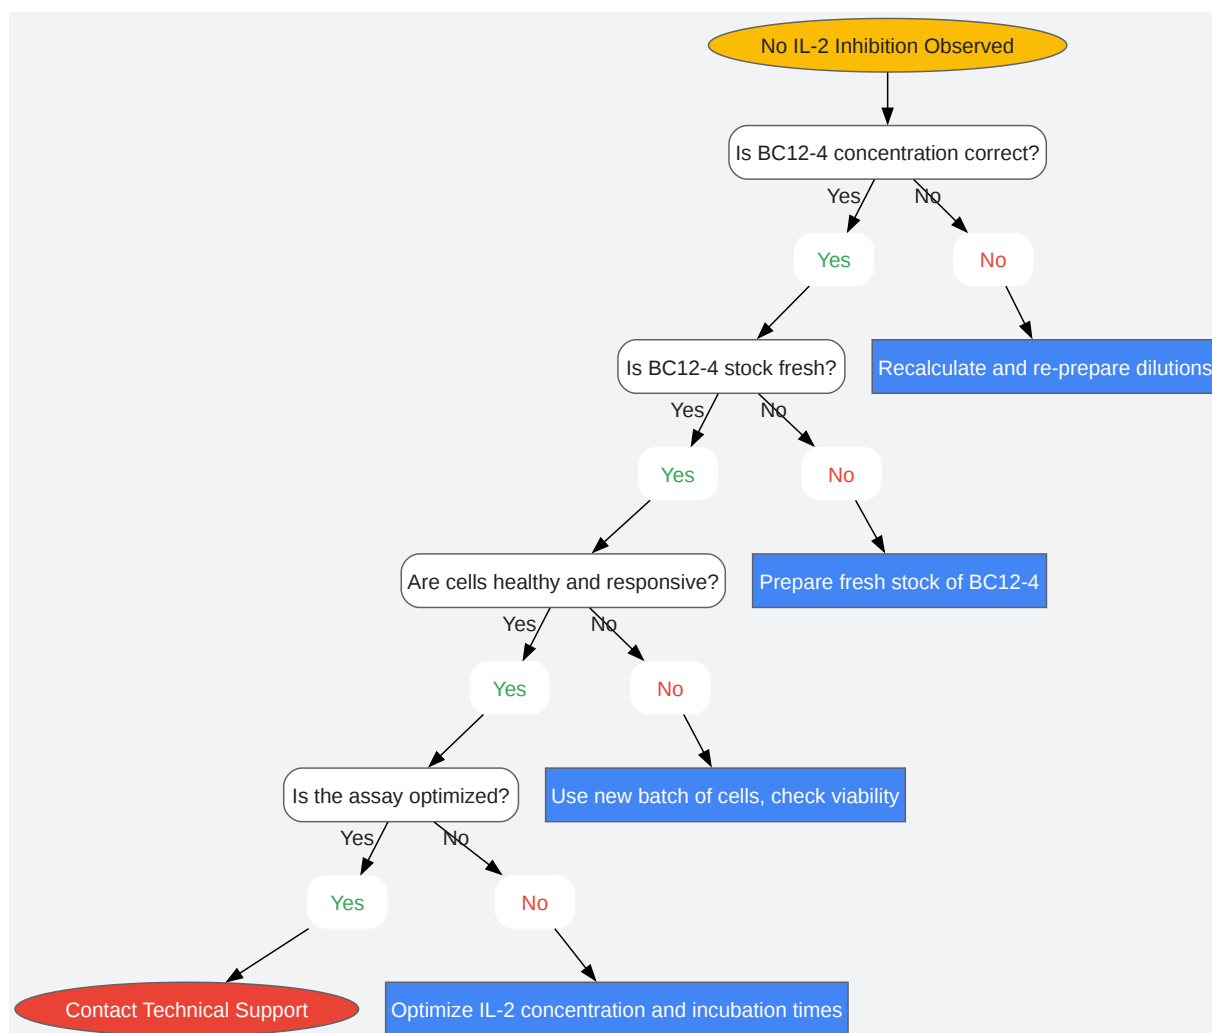 No IL-2 Inhibition Observed
Is BC12-4 concentration correct?
Yes
No
Yes
No
Is BC12-4 stock fresh?
Recalculate and re-prepare dilutions
Yes
No
Yes
No
Are cells healthy and responsive?
Prepare fresh stock of BC12-4
Yes
No
Yes
No
Is the assay optimized?
Use new batch of cells, check viability
Yes
No
Yes
No
Contact Technical Support
Optimize IL-2 concentration and incubation times